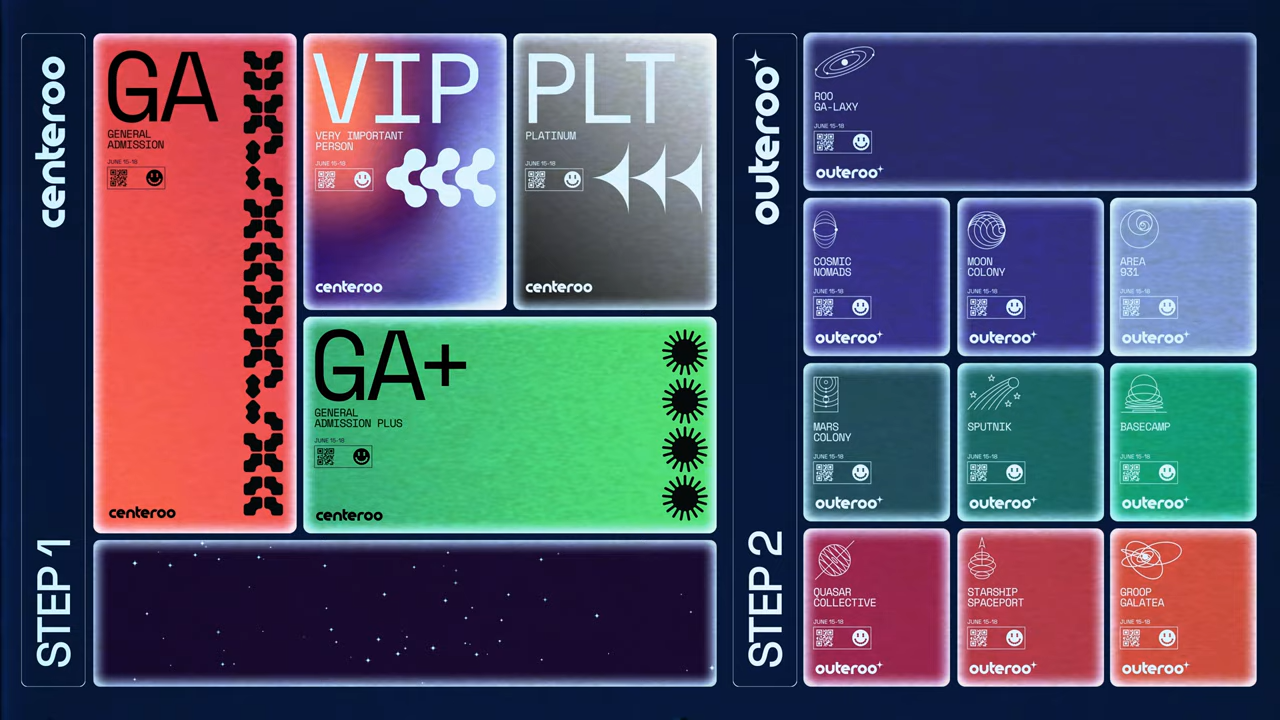 centeroo
STEP 1
GA
GENERAL
ADMISSION
JUNE 15-18
centeroo
VIP
VERY IMPORTANT
PERSON
JUNE 15-18
centeroo
PLT
PLATINUM
JUNE 15-18
centeroo
GA+
GENERAL
ADMISSION PLUS
JUNE 15-18
centeroo
outeroo
STEP 2
ROO
GA-LAXY
JUNE 15-18
outeroo
COSMIC
NOMADS
JUNE 15-18
outeroo
MOON
COLONY
JUNE 15-18
outeroo
AREA
931
JUNE 15-18
outeroo
MARS
COLONY
JUNE 15-18
outeroo
SPUTNIK
JUNE 15-18
outeroo
BASECAMP
JUNE 15-18
outeroo
QUASAR
COLLECTIVE
JUNE 15-18
outeroo
STARSHIP
SPACEPORT
JUNE 15-18
outeroo
GROOP
GALATEA
JUNE 15-18
outeroo